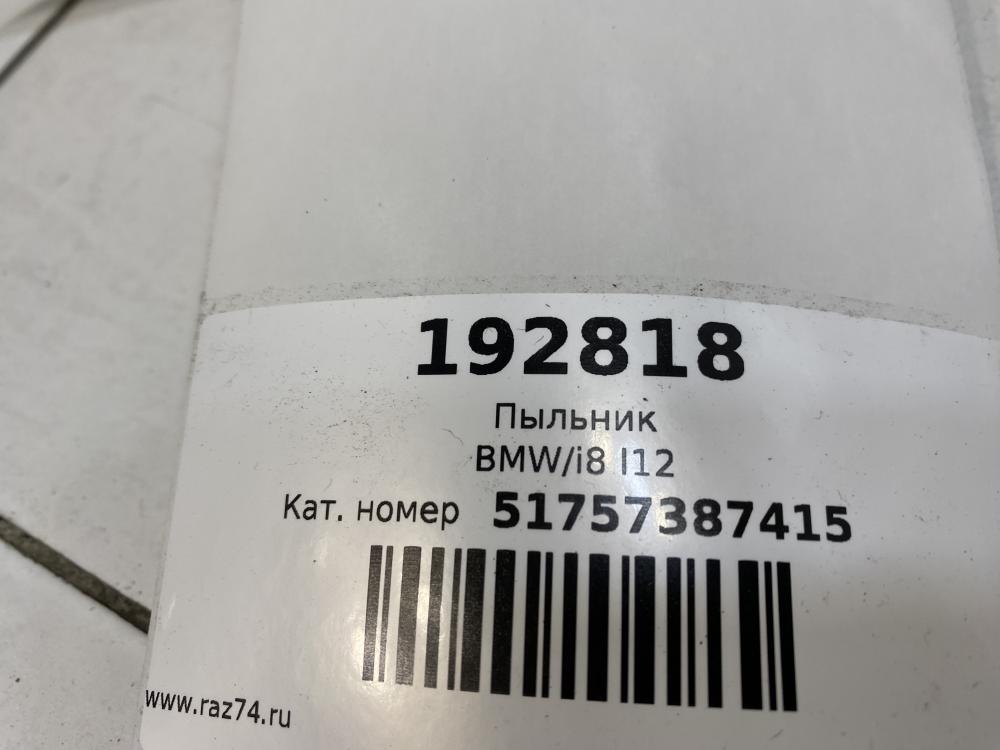 192818
Пыльник
BMW/i8 I12
Кат. номер 51757387415
www.raz74.ru